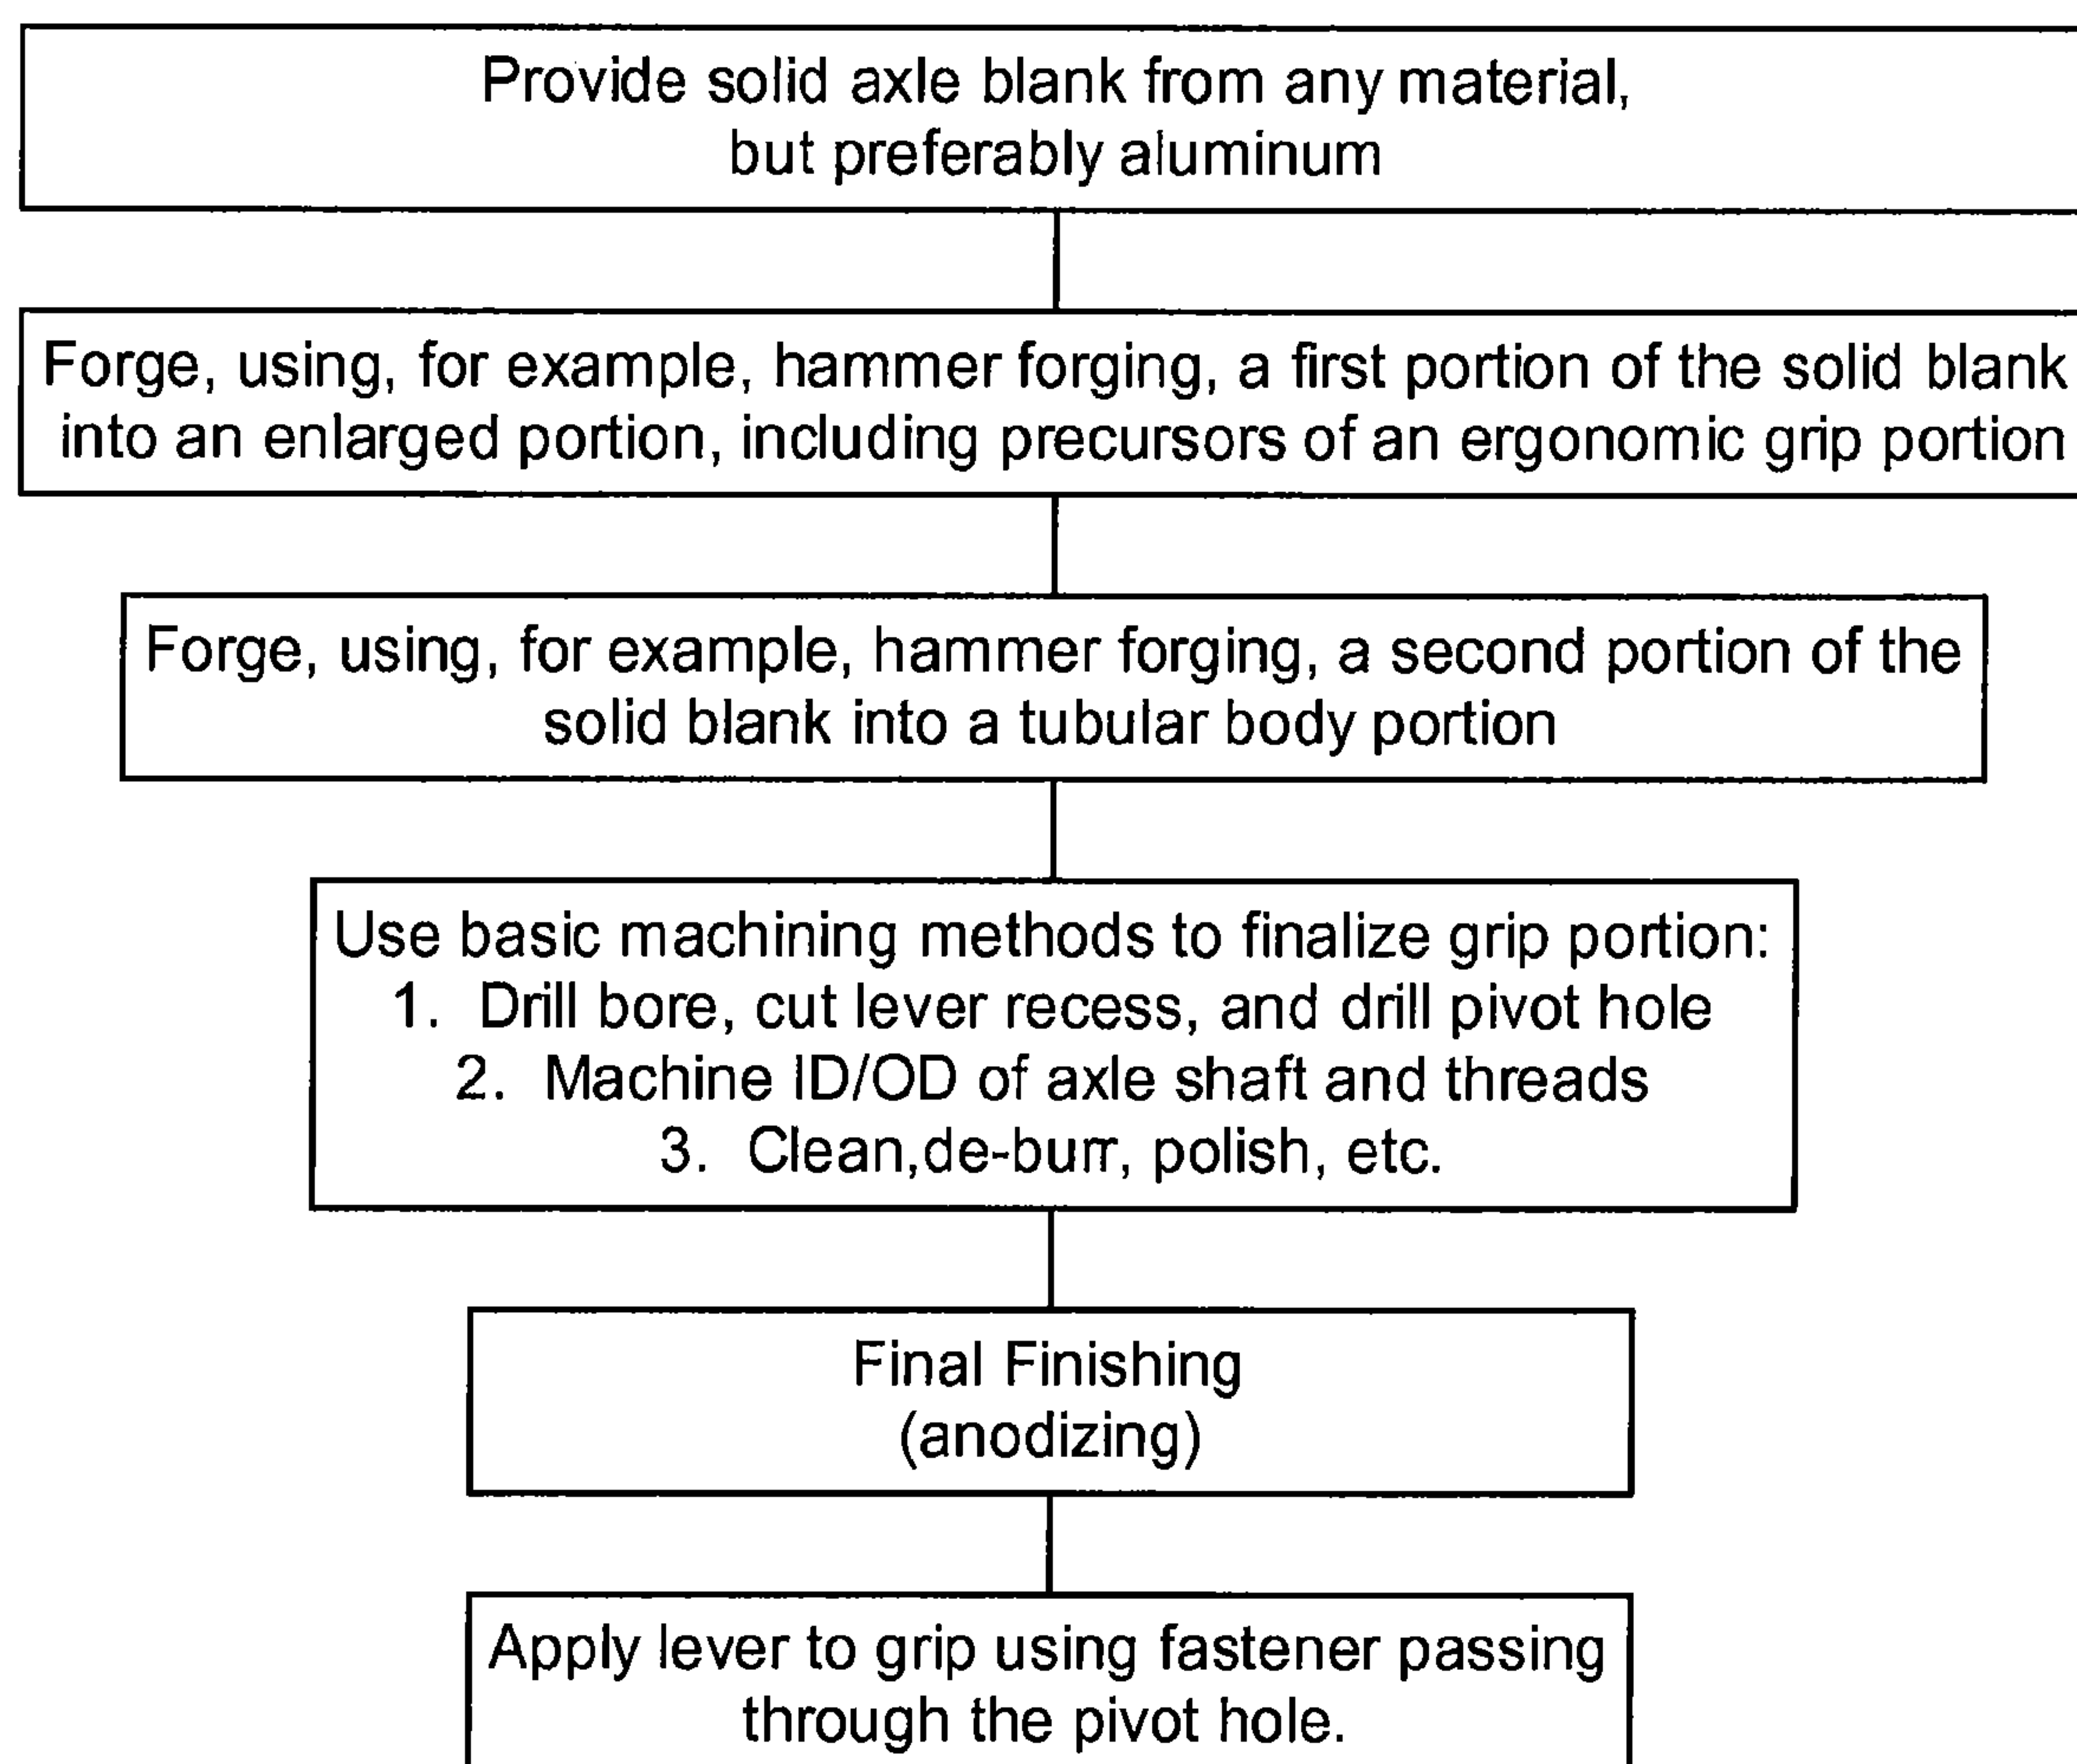 Provide solid axle blank from any material,
but preferably aluminum
Forge, using, for example, hammer forging, a first portion of the solid blank
into an enlarged portion, including precursors of an ergonomic grip portion
Forge, using, for example, hammer forging, a second portion of the
solid blank into a tubular body portion
Use basic machining methods to finalize grip portion:
1. Drill bore, cut lever recess, and drill pivot hole
2. Machine ID/OD of axle shaft and threads
3. Clean,de-burr, polish, etc.
Final Finishing
(anodizing)
Apply lever to grip using fastener passing
through the pivot hole.